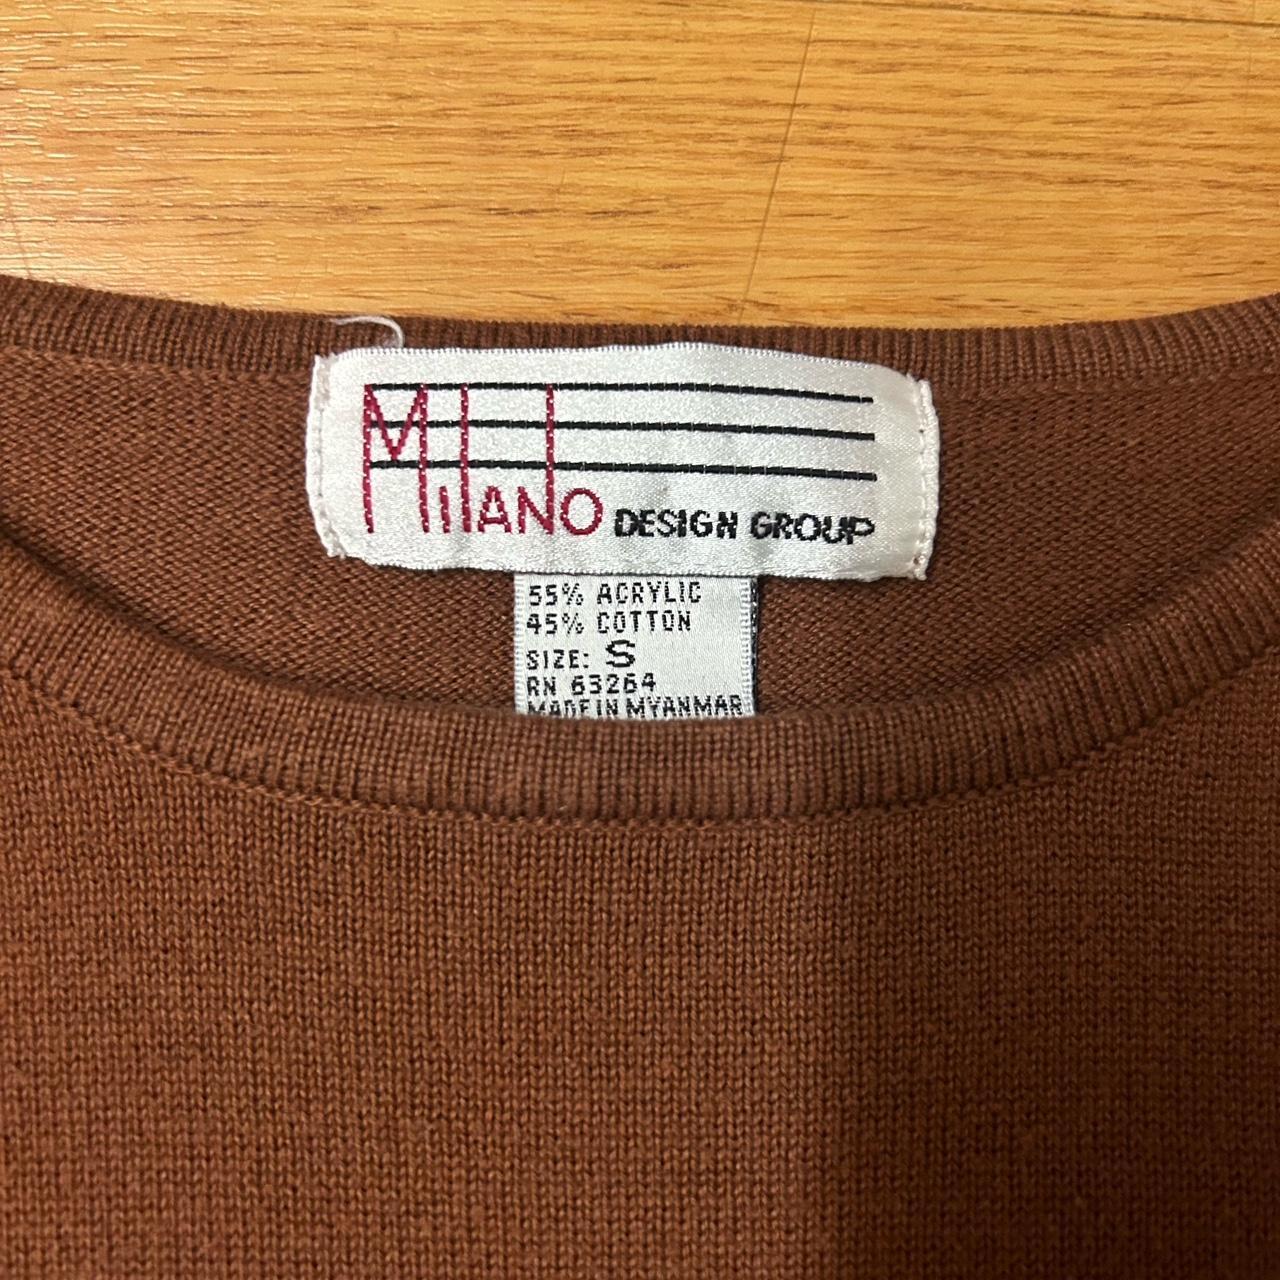 MILANO DESIGN GROUP
55% ACRYLIC
45% COTTON
SIZE: S
RN 63264
MADE IN MYANMAR